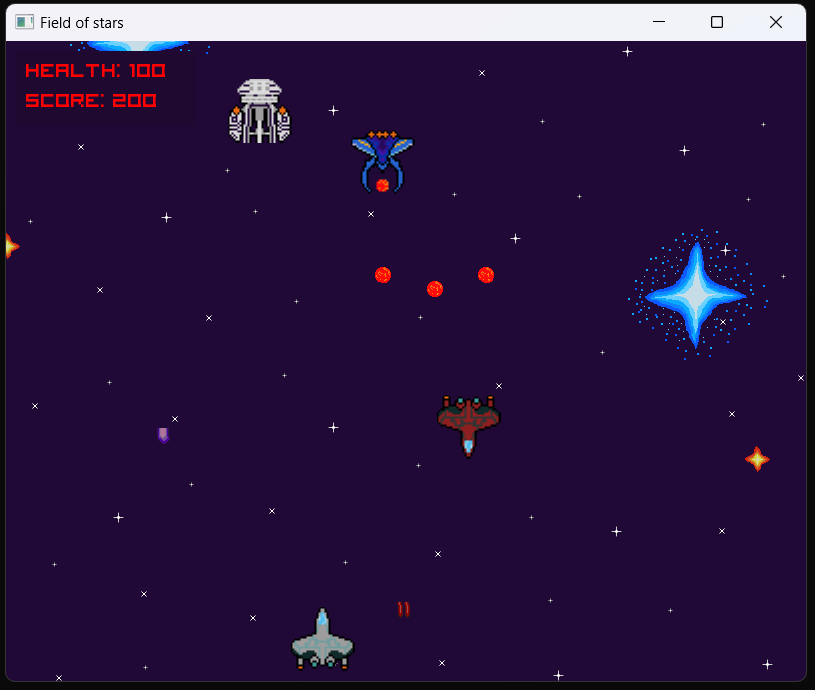 Field of stars
HEALTH: 100
SCORE: 200